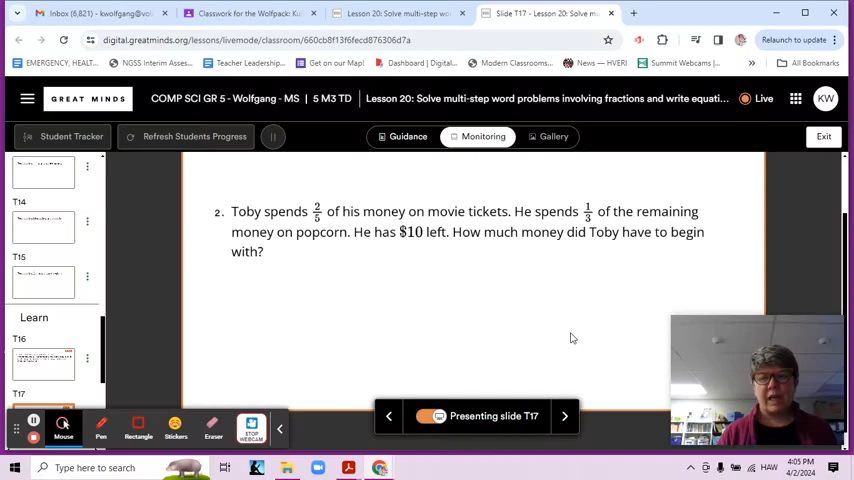 Inbox (6,821) - kwolfgang@vol
Classwork for the Wolfpack: Ku
Lesson 20: Solve multi-step wor
Slide T17 - Lesson 20: Solve mu
digital.greatminds.org/lessons/livemode/classroom/660cb8f13f6fecd876306d7a
Relaunch to update
EMERGENCY, HEALT...
NGSS Interim Asses...
Teacher Leadership...
Get on our Map!
Dashboard | Digital...
Modern Classrooms...
News — HVERI
Summit Webcams |...
All Bookmarks
GREAT MINDS
COMP SCI GR 5 - Wolfgang - MS | 5 M3 TD
Lesson 20: Solve multi-step word problems involving fractions and write equati...
Live
KW
Student Tracker
Refresh Students Progress
Guidance
Monitoring
Gallery
Exit
T14
T15
Learn
T16
T17
2. Toby spends 2/5 of his money on movie tickets. He spends 1/3 of the remaining
money on popcorn. He has $10 left. How much money did Toby have to begin
with?
Presenting slide T17
Mouse
Pen
Rectangle
Stickers
Eraser
STOP
WEBCAM
Type here to search
HAW
4:05 PM
4/2/2024